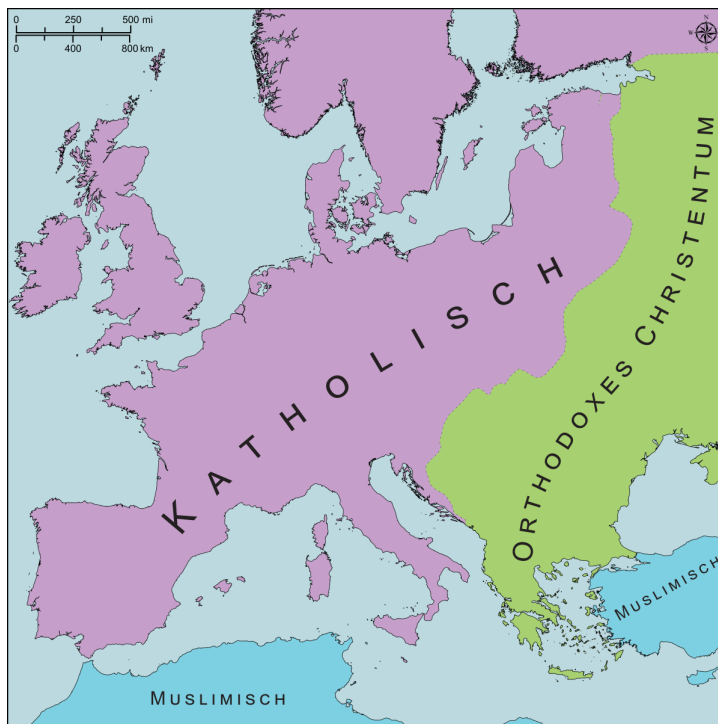 0 250 500 mi
0 400 800 km
N
W E
S
KATHOLISCH
ORTHODOXES CHRISTENTUM
MUSLIMISCH
MUSLIMISCH